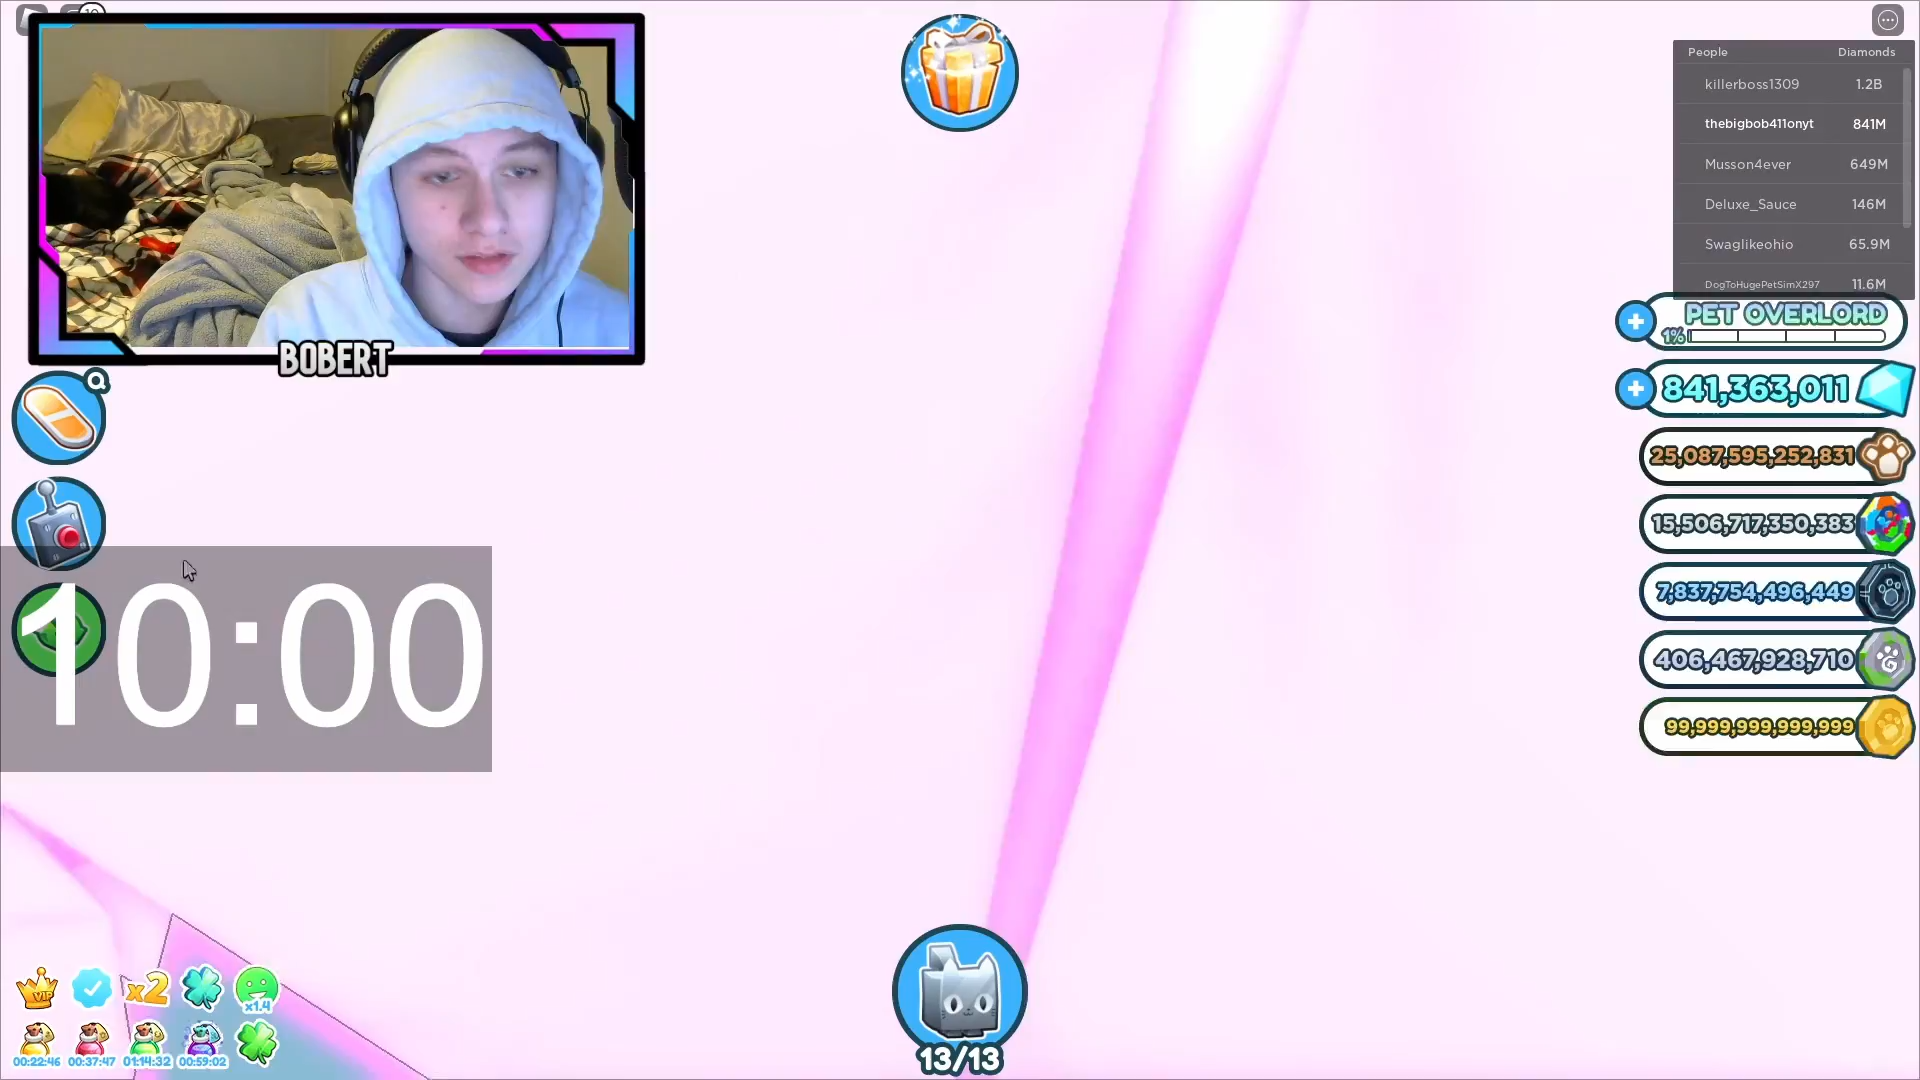 People Diamonds
killerboss1309 1.2B
thebigbob411onyt 841M
Musson4ever 649M
Deluxe_Sauce 146M
Swaglikeohio 65.9M
DogToHugePetSimX297 11.6M
PET OVERLORD
1%
841,363,011
25,087,595,252,831
15,506,717,350,383
7,837,754,496,449
406,467,928,710
99,999,999,999,999
BOBERT
Q
10:00
VIP x2 x1.4
00:22:46 00:37:47 01:14:32 00:59:02
13/13